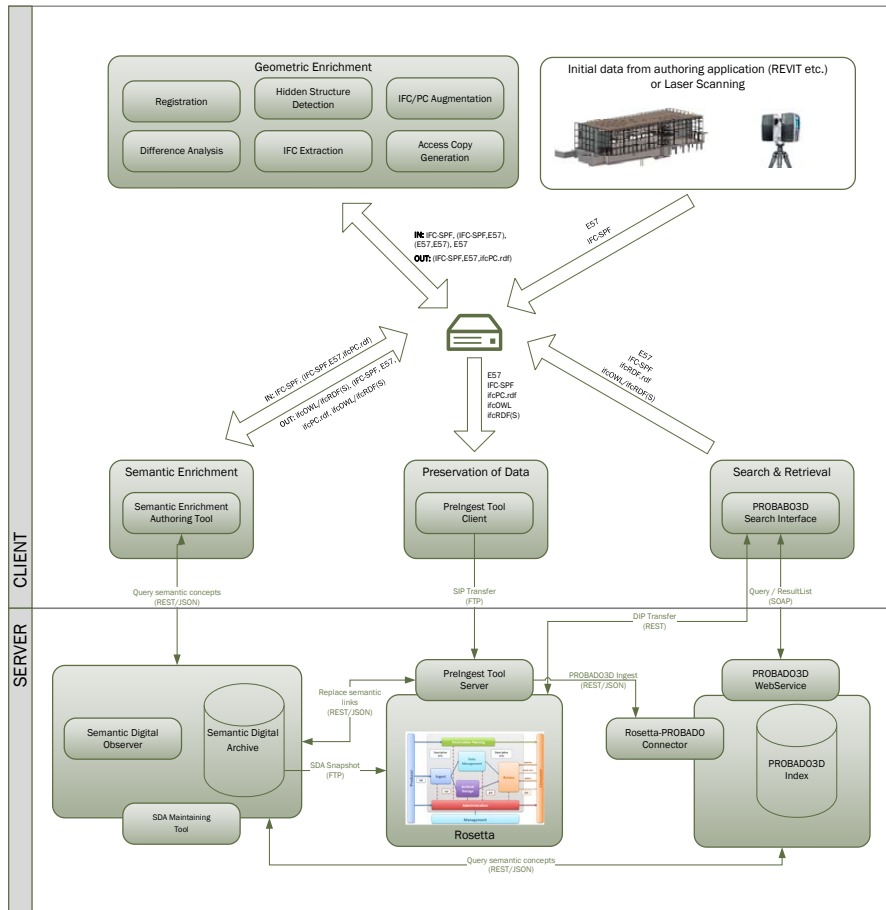 CLIENT
Geometric Enrichment
Registration
Hidden Structure
Detection
IFC/PC Augmentation
Difference Analysis
IFC Extraction
Access Copy
Generation
Initial data from authoring application (REVIT etc.)
or Laser Scanning
IN: IFC-SPF, (IFC-SPF,E57),
(E57,E57), E57
OUT: (IFC-SPF,E57,ifcPC.rdf)
E57
IFC-SPF
IN: IFC-SPF, (IFC-SPF,E57,ifcPC.rdf)
OUT: ifcOWL/ifcRDF(S), (IFC-SPF, E57,
ifcPC.rdf, ifcOWL/ifcRDF(S)
E57
IFC-SPF
ifcPC.rdf
ifcOWL
ifcRDF(S)
E57
IFC-SPF
ifcRDF.rdf
ifcOWL/ifcRDF(S)
Semantic Enrichment
Semantic Enrichment
Authoring Tool
Preservation of Data
PreIngest Tool
Client
Search & Retrieval
PROBABO3D
Search Interface
Query semantic concepts
(REST/JSON)
SIP Transfer
(FTP)
Query / ResultList
(SOAP)
SERVER
DIP Transfer
(REST)
PreIngest Tool
Server
PROBADO3D Ingest
(REST/JSON)
PROBADO3D
WebService
Replace semantic
links
(REST/JSON)
Semantic Digital
Observer
Semantic Digital
Archive
SDA Snapshot
(FTP)
SDA Maintaining
Tool
Ingest
Data
Management
Access
Administration
Management
Rosetta
Rosetta-PROBADO
Connector
PROBADO3D
Index
Query semantic concepts
(REST/JSON)